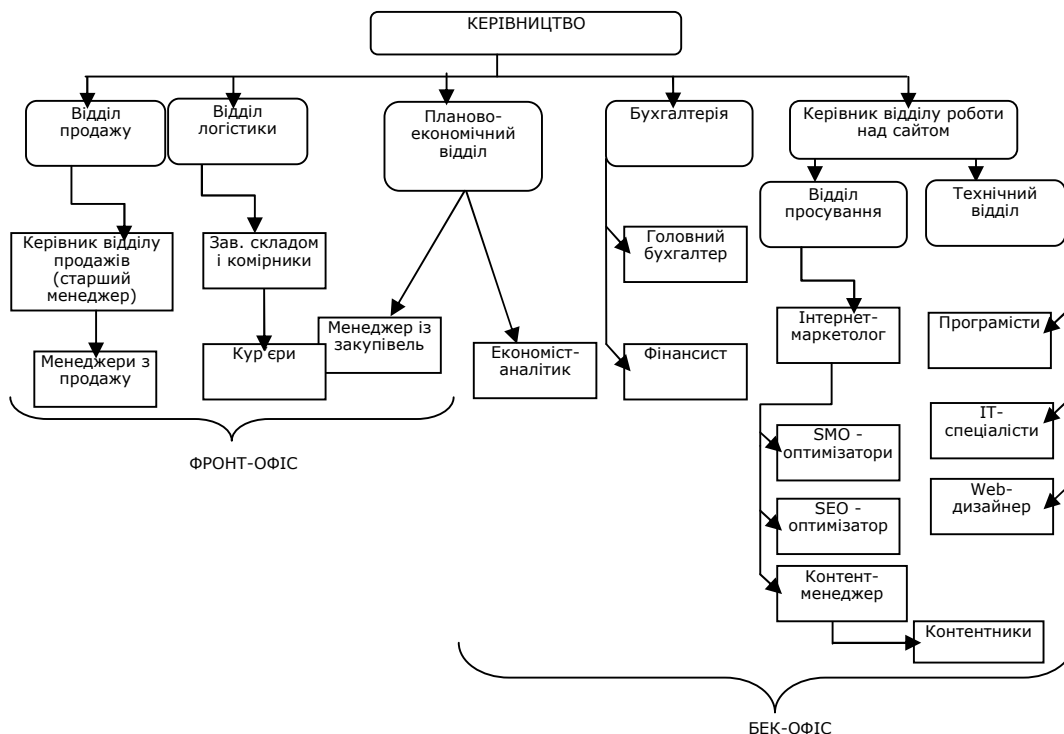 КЕРІВНИЦТВО
Відділ
продажу
Відділ
логістики
Планово-
економічний
відділ
Бухгалтерія
Керівник відділу роботи
над сайтом
Відділ
просування
Технічний
відділ
Керівник відділу
продажів
(старший
менеджер)
Зав. складом
і комірники
Головний
бухгалтер
Менеджер із
закупівель
Інтернет-
маркетолог
Програмісти
Менеджери з
продажу
Кур’єри
Економіст-
аналітик
Фінансист
SMO -
оптимізатори
ІТ-
спеціалісти
ФРОНТ-ОФІС
SEO -
оптимізатор
Web-
дизайнер
Контент-
менеджер
Контентники
БЕК-ОФІС